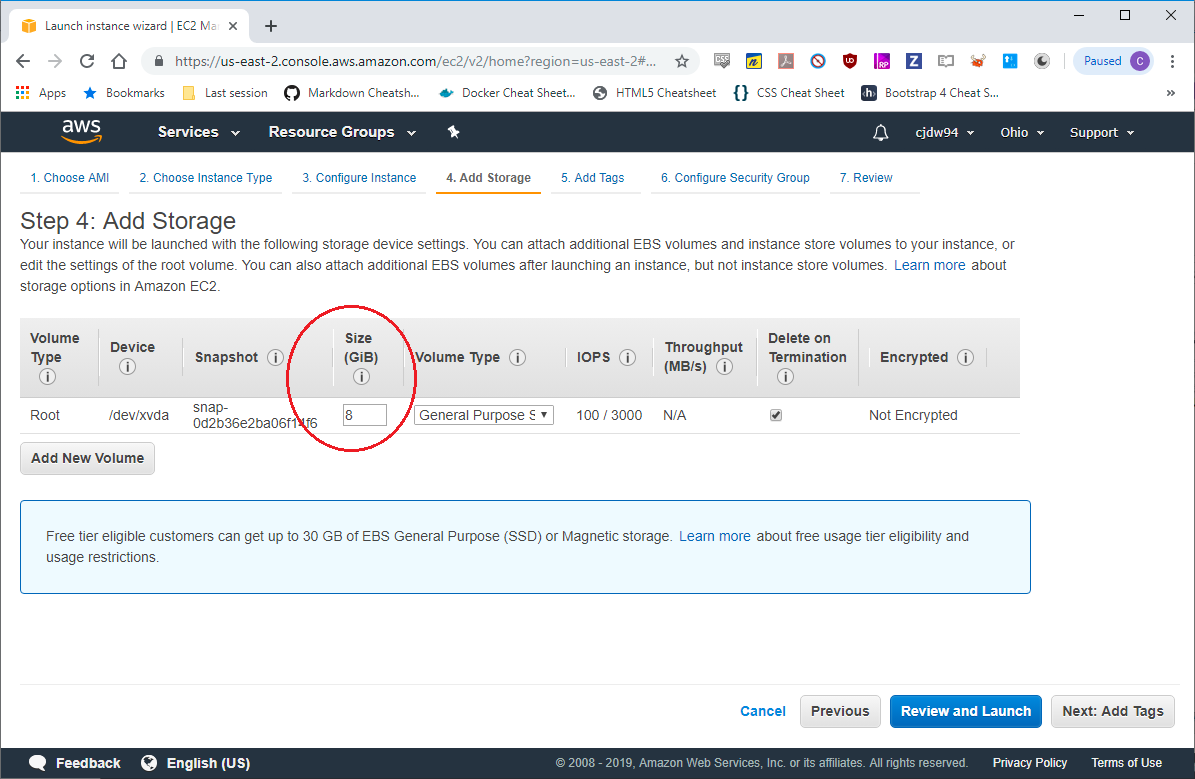 Launch instance wizard | EC2 Ma
https://us-east-2.console.aws.amazon.com/ec2/v2/home?region=us-east-2#...
Paused C
Apps Bookmarks Last session Markdown Cheatsh... Docker Cheat Sheet... HTML5 Cheatsheet CSS Cheat Sheet Bootstrap 4 Cheat S... »
aws Services Resource Groups cjdw94 Ohio Support
1. Choose AMI 2. Choose Instance Type 3. Configure Instance 4. Add Storage 5. Add Tags 6. Configure Security Group 7. Review
Step 4: Add Storage
Your instance will be launched with the following storage device settings. You can attach additional EBS volumes and instance store volumes to your instance, or
edit the settings of the root volume. You can also attach additional EBS volumes after launching an instance, but not instance store volumes. Learn more about
storage options in Amazon EC2.
Volume
Type
Device
Snapshot
Size
(GiB)
Volume Type
IOPS
Throughput
(MB/s)
Delete on
Termination
Encrypted
Root
/dev/xvda
snap-
0d2b36e2ba06f14f6
8
General Purpose S
100 / 3000
N/A
Not Encrypted
Add New Volume
Free tier eligible customers can get up to 30 GB of EBS General Purpose (SSD) or Magnetic storage. Learn more about free usage tier eligibility and
usage restrictions.
Cancel Previous Review and Launch Next: Add Tags
Feedback English (US) © 2008 - 2019, Amazon Web Services, Inc. or its affiliates. All rights reserved. Privacy Policy Terms of Use